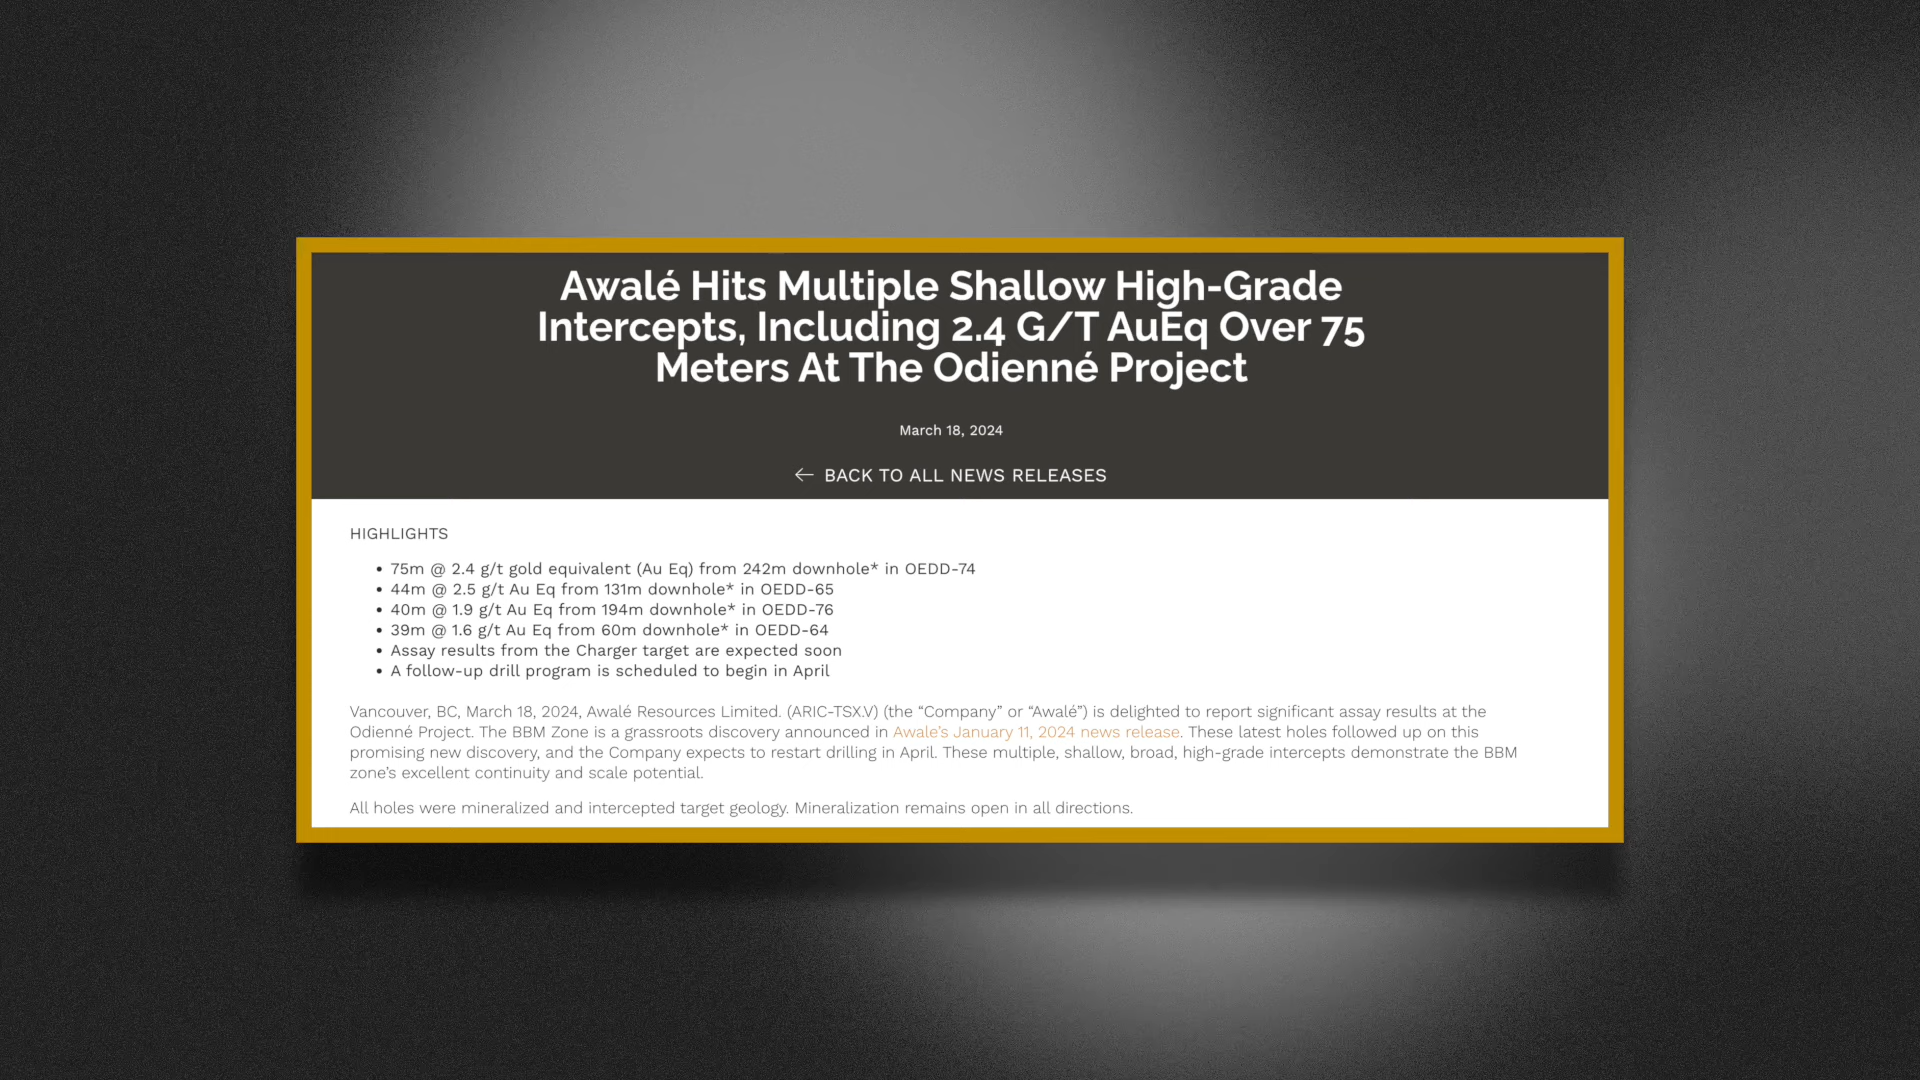 Awalé Hits Multiple Shallow High-Grade
Intercepts, Including 2.4 G/T AuEq Over 75
Meters At The Odienné Project
March 18, 2024
← BACK TO ALL NEWS RELEASES
HIGHLIGHTS
• 75m @ 2.4 g/t gold equivalent (Au Eq) from 242m downhole* in OEDD-74
• 44m @ 2.5 g/t Au Eq from 131m downhole* in OEDD-65
• 40m @ 1.9 g/t Au Eq from 194m downhole* in OEDD-76
• 39m @ 1.6 g/t Au Eq from 60m downhole* in OEDD-64
• Assay results from the Charger target are expected soon
• A follow-up drill program is scheduled to begin in April
Vancouver, BC, March 18, 2024, Awalé Resources Limited. (ARIC-TSX.V) (the “Company” or “Awalé”) is delighted to report significant assay results at the
Odienné Project. The BBM Zone is a grassroots discovery announced in Awale’s January 11, 2024 news release. These latest holes followed up on this
promising new discovery, and the Company expects to restart drilling in April. These multiple, shallow, broad, high-grade intercepts demonstrate the BBM
zone’s excellent continuity and scale potential.
All holes were mineralized and intercepted target geology. Mineralization remains open in all directions.